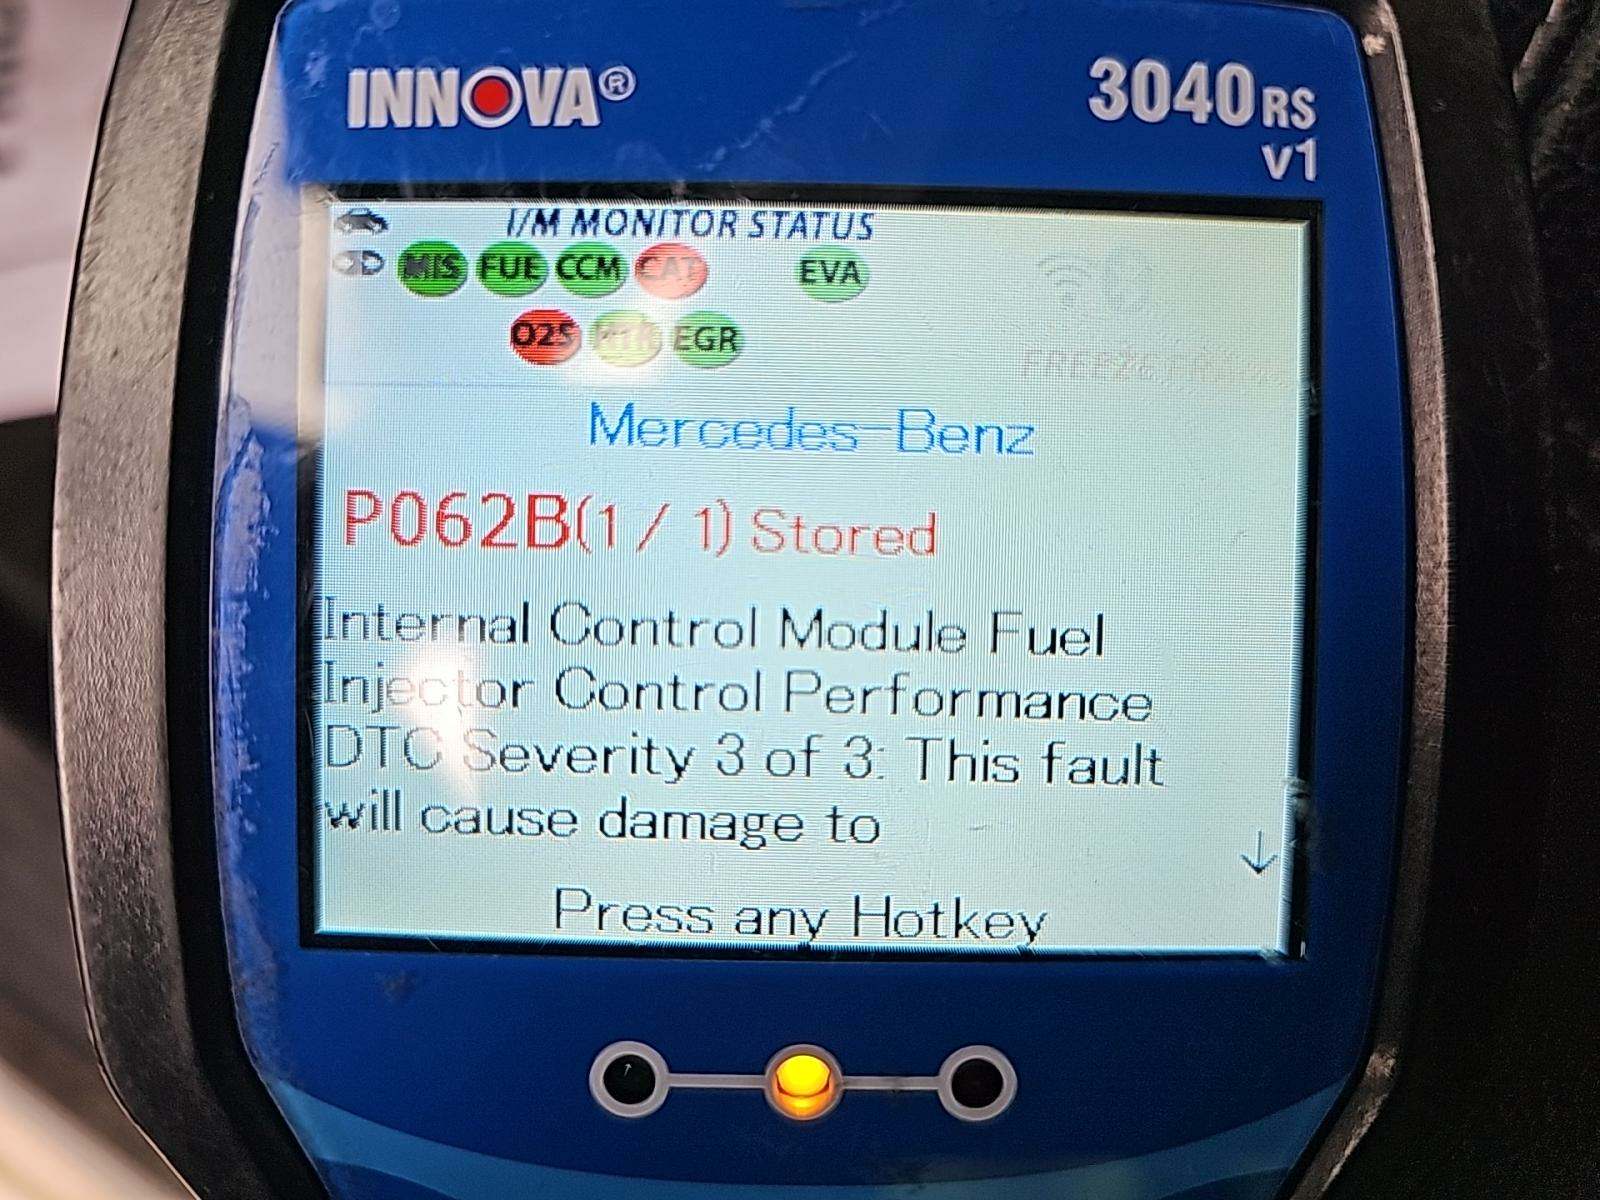 INNOVA®
3040RS
v1
I/M MONITOR STATUS
MIS FUE CCM CAT EVA
O2S HTR EGR
Mercedes-Benz
P062B(1 / 1) Stored
Internal Control Module Fuel
Injector Control Performance
DTC Severity 3 of 3: This fault
will cause damage to
Press any Hotkey